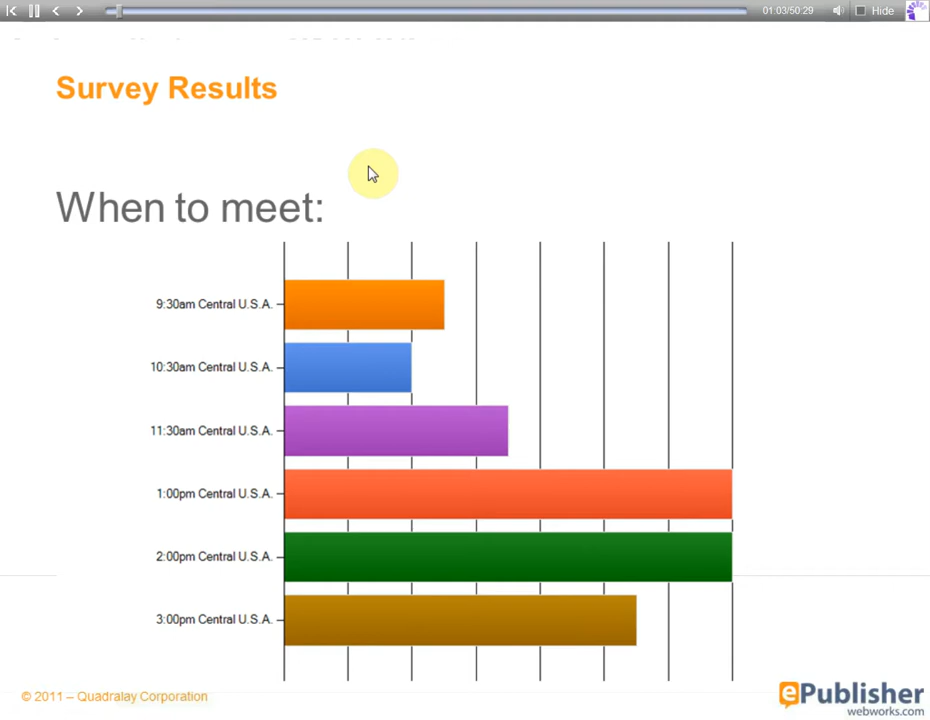 01:03/50:29
Hide
Survey Results
When to meet:
9:30am Central U.S.A.
10:30am Central U.S.A.
11:30am Central U.S.A.
1:00pm Central U.S.A.
2:00pm Central U.S.A.
3:00pm Central U.S.A.
© 2011 – Quadralay Corporation
ePublisher
webworks.com